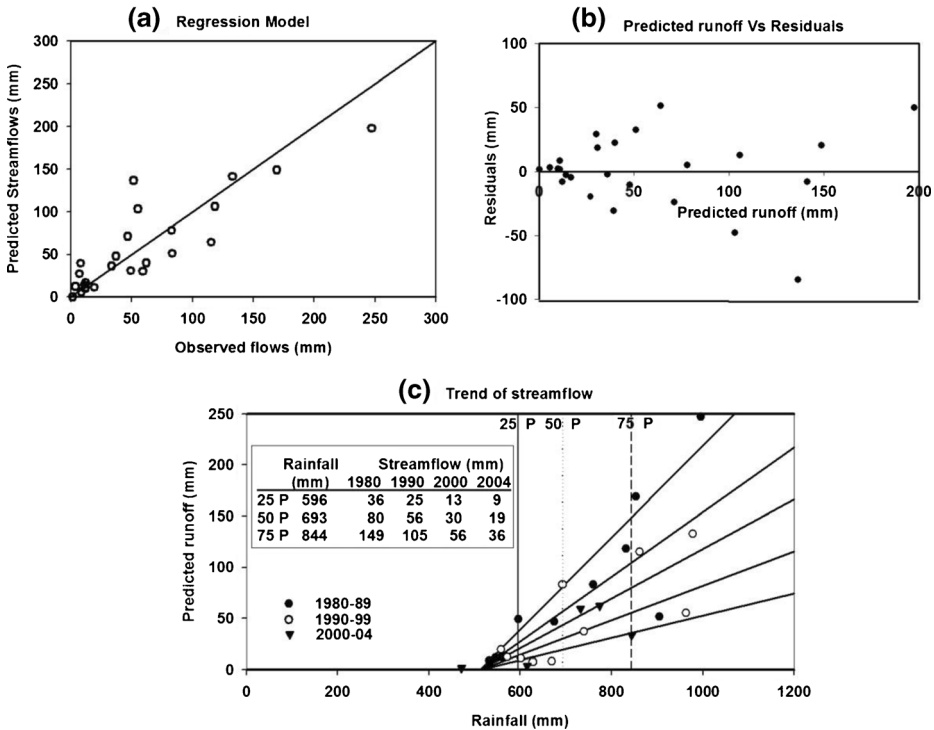 (a) Regression Model
300
250
200
150
100
50
0
0 50 100 150 200 250 300
Predicted Streamflows (mm)
Observed flows (mm)
(b)
Predicted runoff Vs Residuals
100
50
0
-50
-100
0 50 100 150 200
Residuals (mm)
Predicted runoff (mm)
(c) Trend of streamflow
250
200
150
100
50
0
0 200 400 600 800 1000 1200
Predicted runoff (mm)
Rainfall (mm)
25 P 50 P 75 P
Rainfall Streamflow (mm)
(mm) 1980 1990 2000 2004
25 P 596 36 25 13 9
50 P 693 80 56 30 19
75 P 844 149 105 56 36
1980-89
1990-99
2000-04